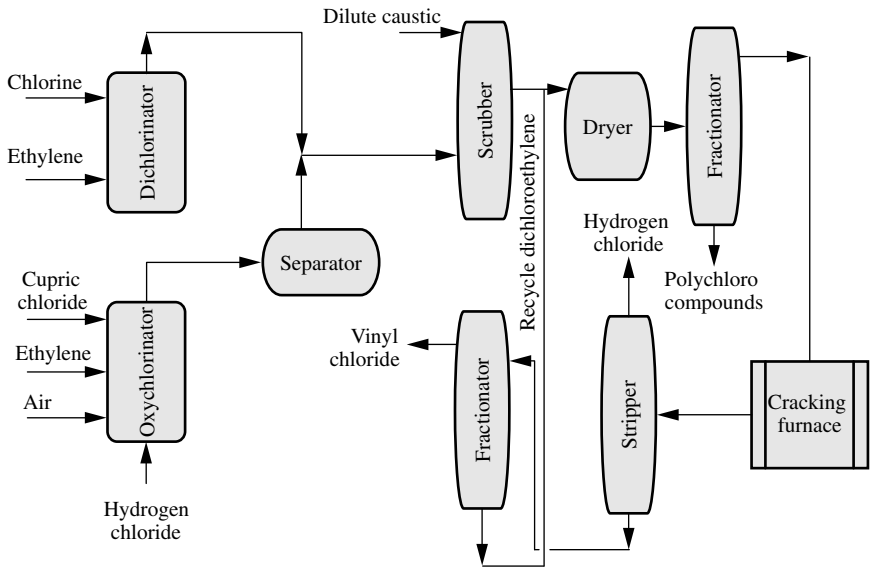 Dilute caustic
Chlorine
Ethylene
Dichlorinator
Scrubber
Recycle dichloroethylene
Dryer
Fractionator
Hydrogen
chloride
Polychloro
compounds
Separator
Cupric
chloride
Ethylene
Air
Oxychlorinator
Hydrogen
chloride
Vinyl
chloride
Fractionator
Stripper
Cracking
furnace